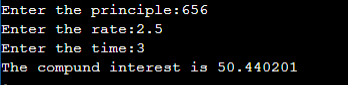 Enter the principle:656
Enter the rate:2.5
Enter the time:3
The compund interest is 50.440201